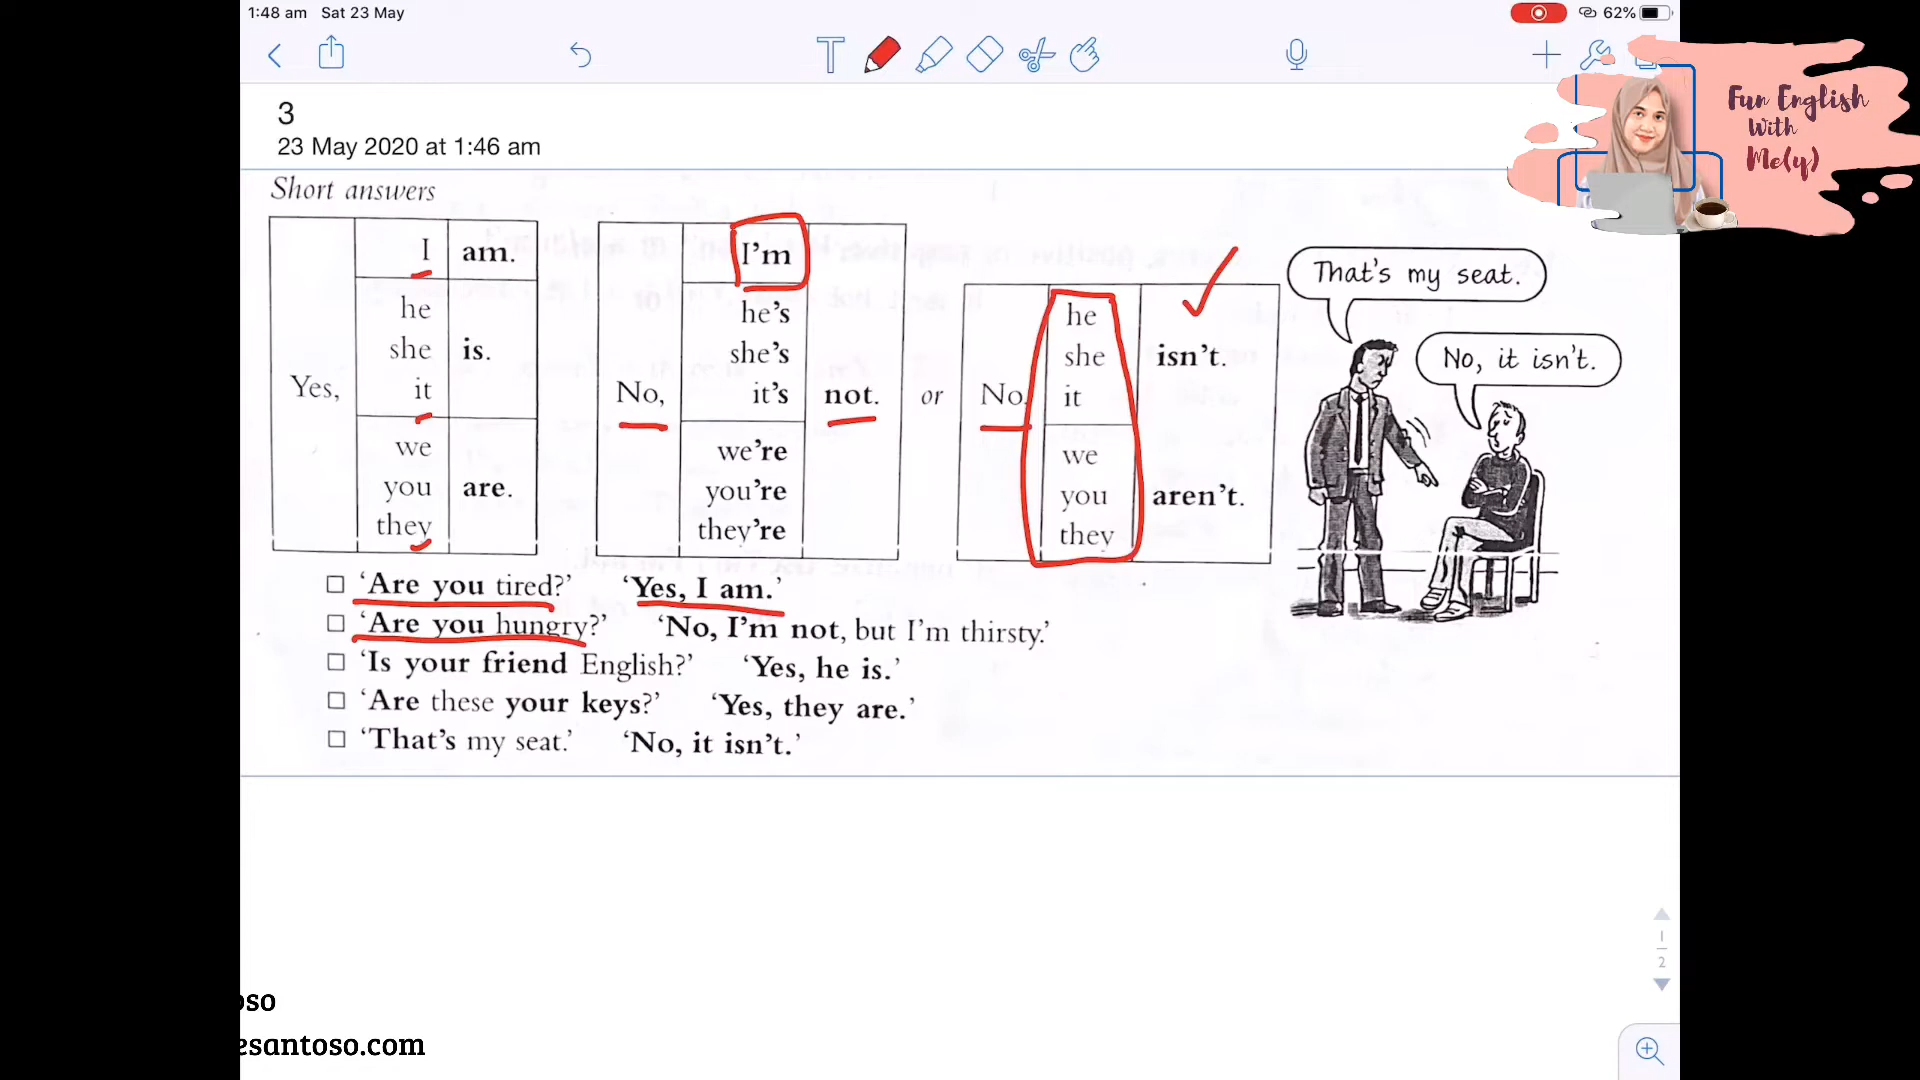 1:48 am Sat 23 May
62%
Fun English
With
Me(y)
3
23 May 2020 at 1:46 am
Short answers
I am.
he
she is.
it
Yes,
we
you are.
they
I'm
he's
she's
No, it's not.
we're
you're
they're
or
he
she isn't.
No, it
we
you aren't.
they
That's my seat.
No, it isn't.
'Are you tired?' 'Yes, I am.'
'Are you hungry?' 'No, I'm not, but I'm thirsty.'
'Is your friend English?' 'Yes, he is.'
'Are these your keys?' 'Yes, they are.'
'That's my seat.' 'No, it isn't.'
1
2
oso
esantoso.com